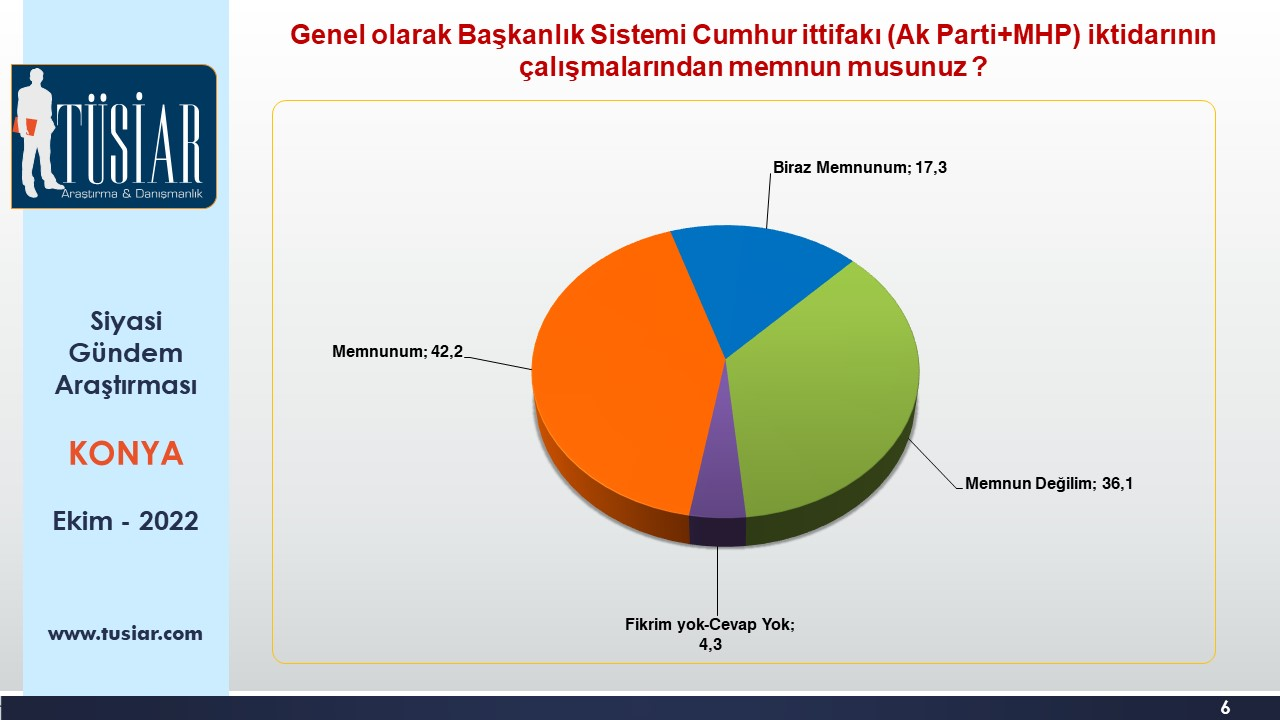 Genel olarak Başkanlık Sistemi Cumhur ittifakı (Ak Parti+MHP) iktidarının
çalışmalarından memnun musunuz ?
TÜSİAR
Araştırma & Danışmanlık
Siyasi
Gündem
Araştırması
KONYA
Ekim - 2022
www.tusiar.com
Biraz Memnunum; 17,3
Memnunum; 42,2
Memnun Değilim; 36,1
Fikrim yok-Cevap Yok;
4,3
6